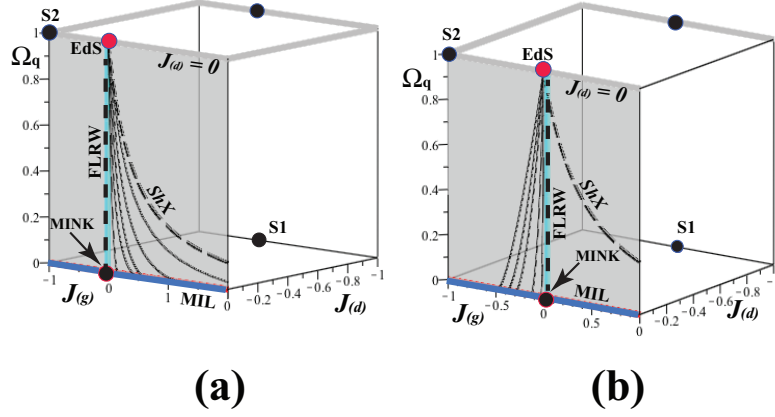 S2
EdS
J(d) = 0
Ωq
1
0.8
0.6
0.4
0.2
0
FLRW
ShX
MINK
S1
MIL
-1
0
1
0
-0.2
-0.4
-0.6
-0.8
-1
J(g)
J(d)
(a)
S2
EdS
J(d) = 0
Ωq
1
0.8
0.6
0.4
0.2
0
FLRW
ShX
MINK
S1
MIL
-1
-0.5
0
0.5
0
-0.2
-0.4
-0.6
-0.8
-1
J(g)
J(d)
(b)